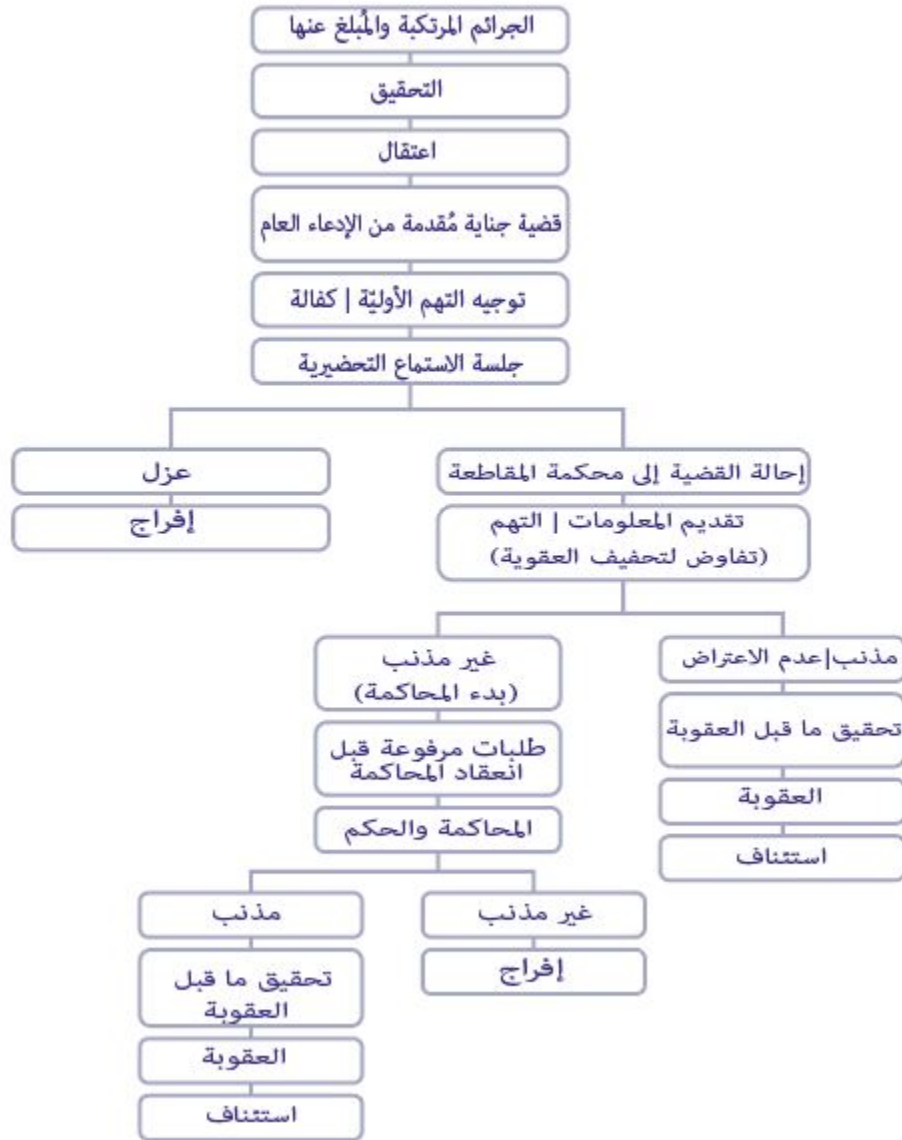 الجرائم المرتكبة والمُبلغ عنها
التحقيق
اعتقال
قضية جناية مُقدمة من الإدعاء العام
توجيه التهم الأوليّة | كفالة
جلسة الاستماع التحضيرية
عزل
إفراج
إحالة القضية إلى محكمة المقاطعة
تقديم المعلومات | التهم
(تفاوض لتحفيف العقوية)
مذنب|عدم الاعتراض
تحقيق ما قبل العقوبة
العقوبة
استئناف
غير مذنب
(بدء المحاكمة)
طلبات مرفوعة قبل
انعقاد المحاكمة
المحاكمة والحكم
غير مذنب
إفراج
مذنب
تحقيق ما قبل
العقوبة
العقوبة
استئناف